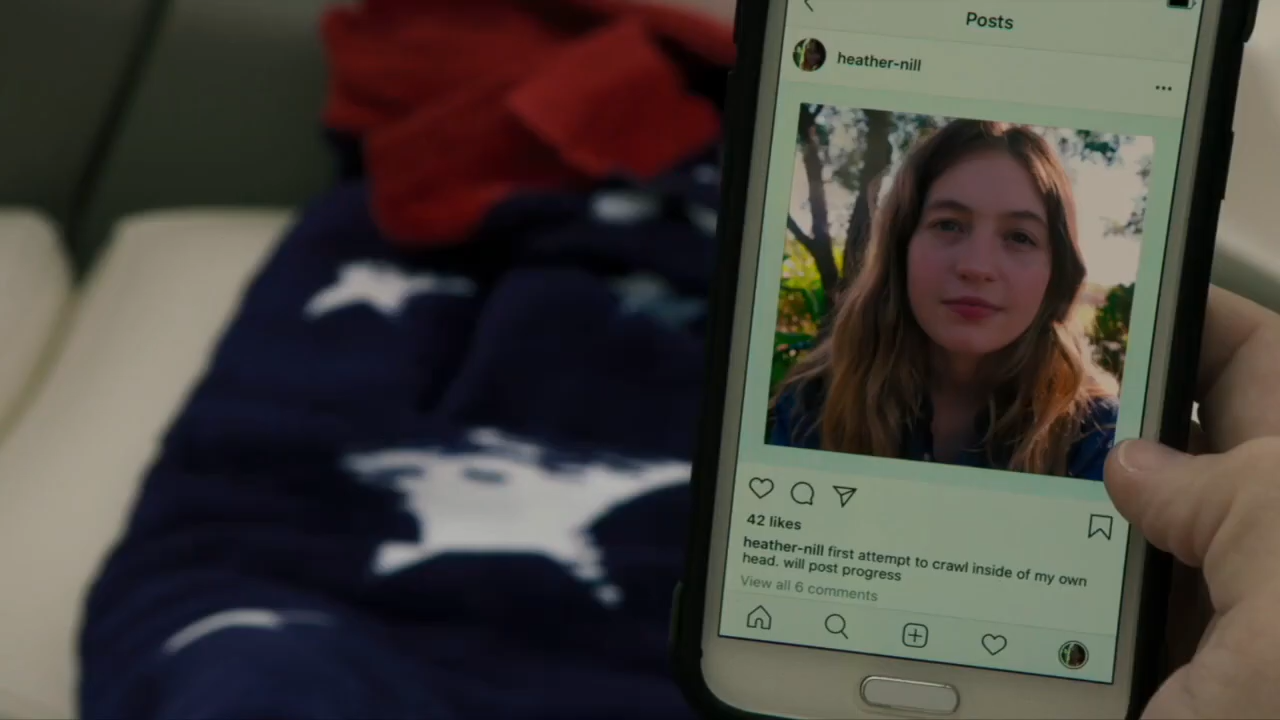 Posts
heather-nill
42 likes
heather-nill first attempt to crawl inside of my own
head. will post progress
View all 6 comments